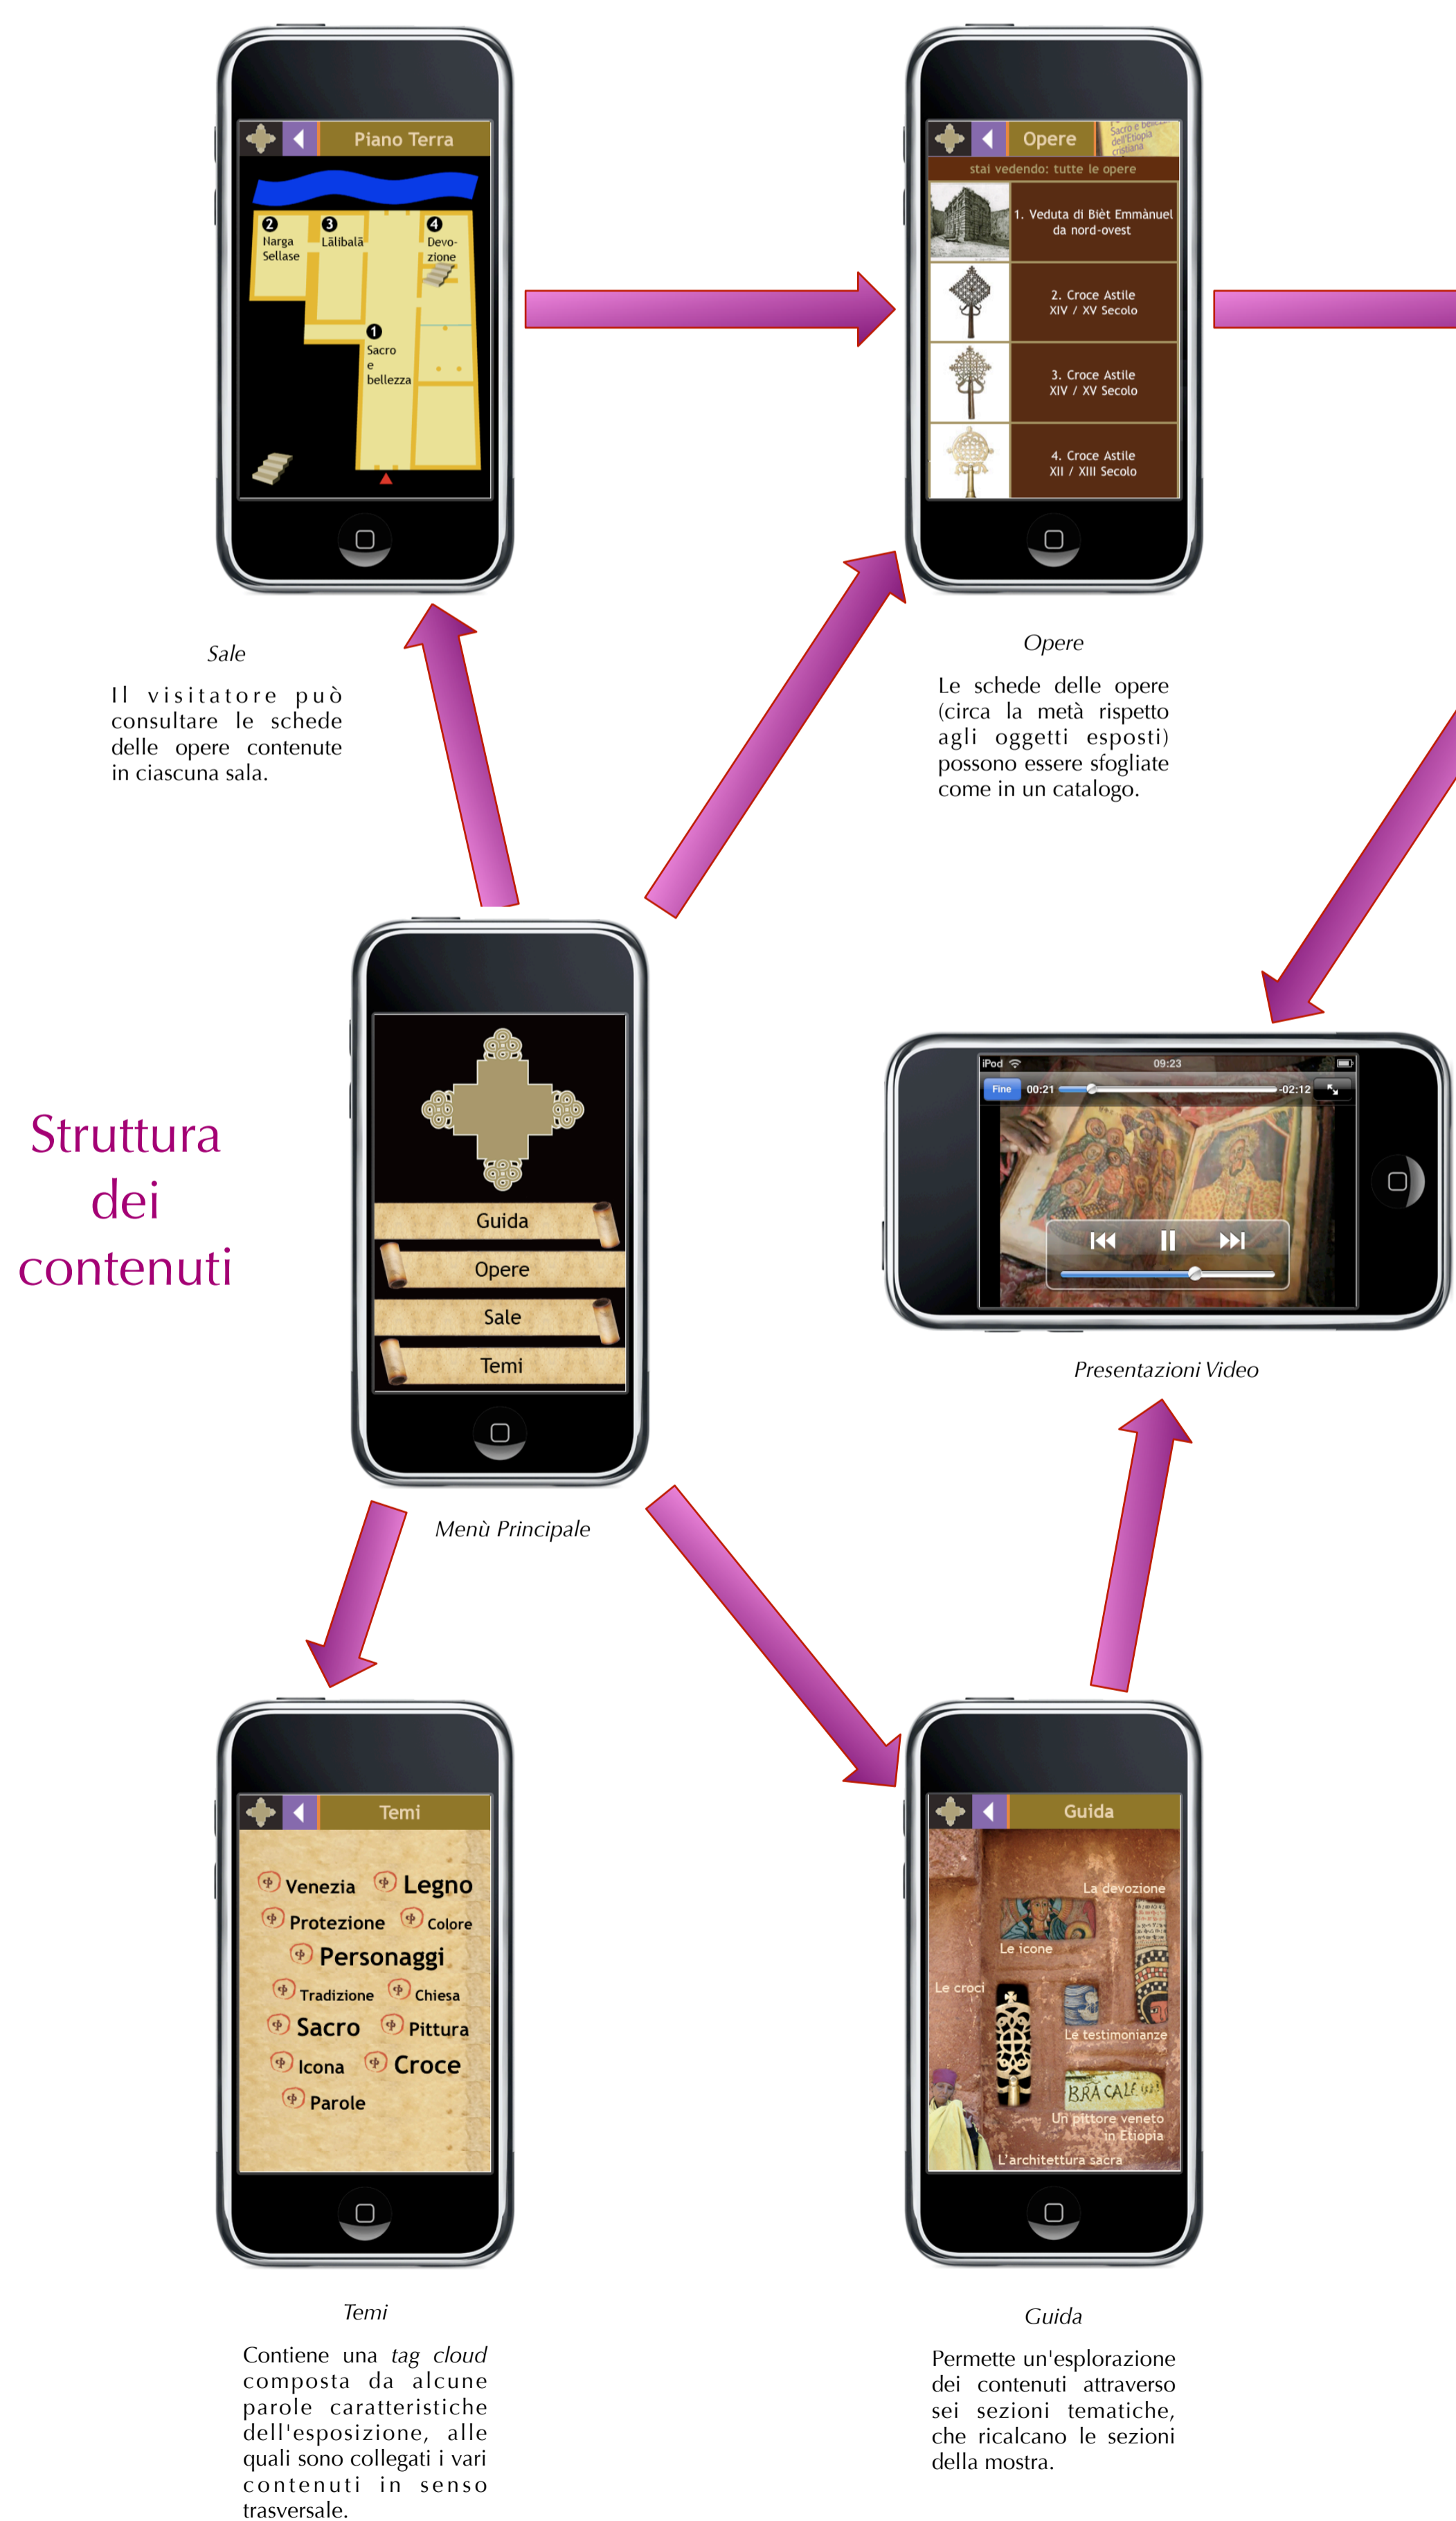 Piano Terra
2
Narga
Sellase
3
Lālibalā
4
Devo-
zione
1
Sacro
e
bellezza
Sale
Il visitatore può
consultare le schede
delle opere contenute
in ciascuna sala.
Opere
Sacro e bellezza
dell'Etiopia
cristiana
stai vedendo: tutte le opere
1. Veduta di Bièt Emmànuel
da nord-ovest
2. Croce Astile
XIV / XV Secolo
3. Croce Astile
XIV / XV Secolo
4. Croce Astile
XII / XIII Secolo
Opere
Le schede delle opere
(circa la metà rispetto
agli oggetti esposti)
possono essere sfogliate
come in un catalogo.
Struttura
dei
contenuti
Guida
Opere
Sale
Temi
Menù Principale
iPod
09:23
Fine
00:21
-02:12
Presentazioni Video
Temi
Venezia
Legno
Protezione
Colore
Personaggi
Tradizione
Chiesa
Sacro
Pittura
Icona
Croce
Parole
Temi
Contiene una tag cloud
composta da alcune
parole caratteristiche
dell'esposizione, alle
quali sono collegati i vari
contenuti in senso
trasversale.
Guida
La devozione
Le icone
Le croci
Le testimonianze
BRA CALE
Un pittore veneto
in Etiopia
L'architettura sacra
Guida
Permette un'esplorazione
dei contenuti attraverso
sei sezioni tematiche,
che ricalcano le sezioni
della mostra.